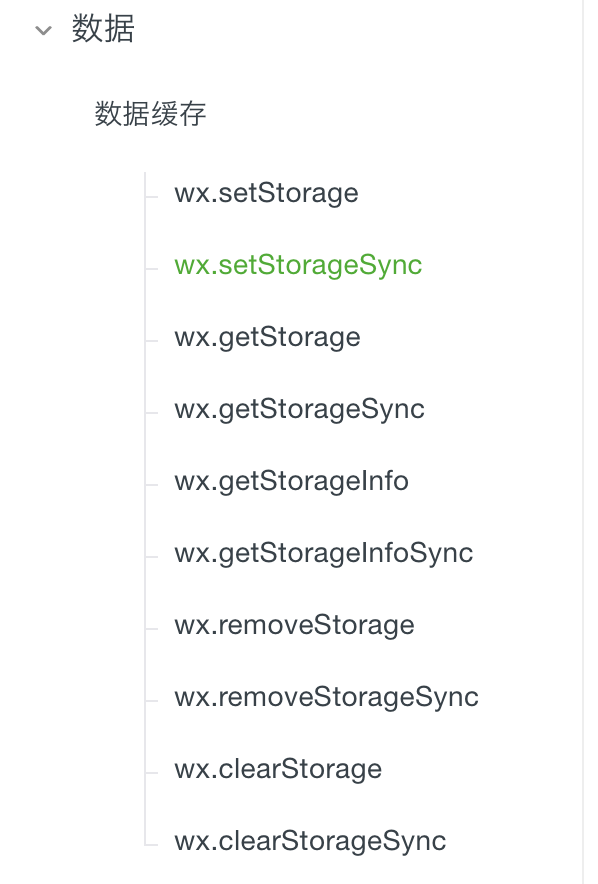 数据
数据缓存
wx.setStorage
wx.setStorageSync
wx.getStorage
wx.getStorageSync
wx.getStorageInfo
wx.getStorageInfoSync
wx.removeStorage
wx.removeStorageSync
wx.clearStorage
wx.clearStorageSync